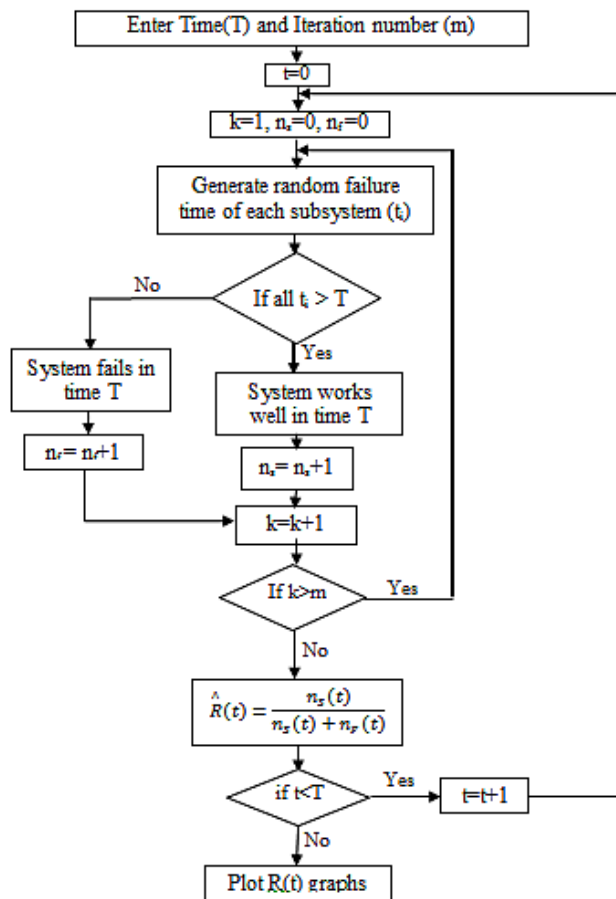 Enter Time(T) and Iteration number (m)
t=0
k=1, nₛ=0, nf=0
Generate random failure
time of each subsystem (tᵢ)
No
If all tᵢ > T
Yes
System fails in
time T
System works
well in time T
nf= nf+1
nₛ= nₛ+1
k=k+1
If k>m
Yes
No
R̂(t) = nₛ(t) / (nₛ(t) + n_F(t))
if t<T
Yes
t=t+1
No
Plot R(t) graphs